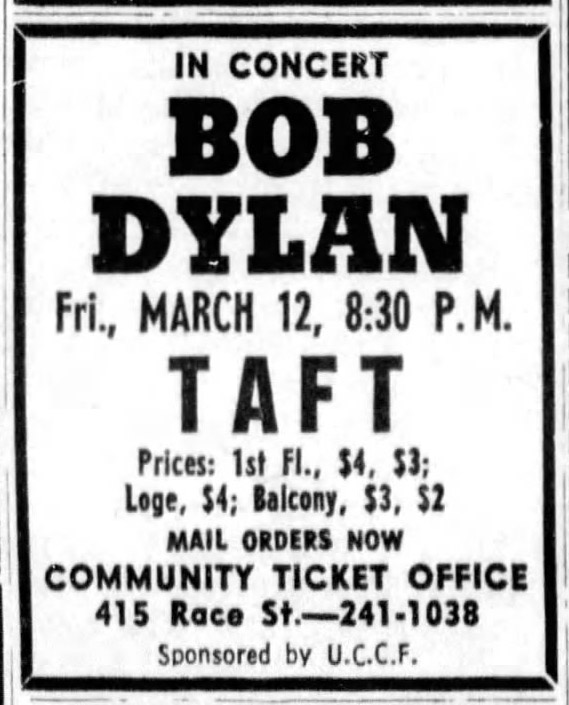 IN CONCERT
BOB
DYLAN
Fri., MARCH 12, 8:30 P.M.
TAFT
Prices: 1st Fl., $4, $3;
Loge, $4; Balcony, $3, $2
MAIL ORDERS NOW
COMMUNITY TICKET OFFICE
415 Race St.—241-1038
Sponsored by U.C.C.F.